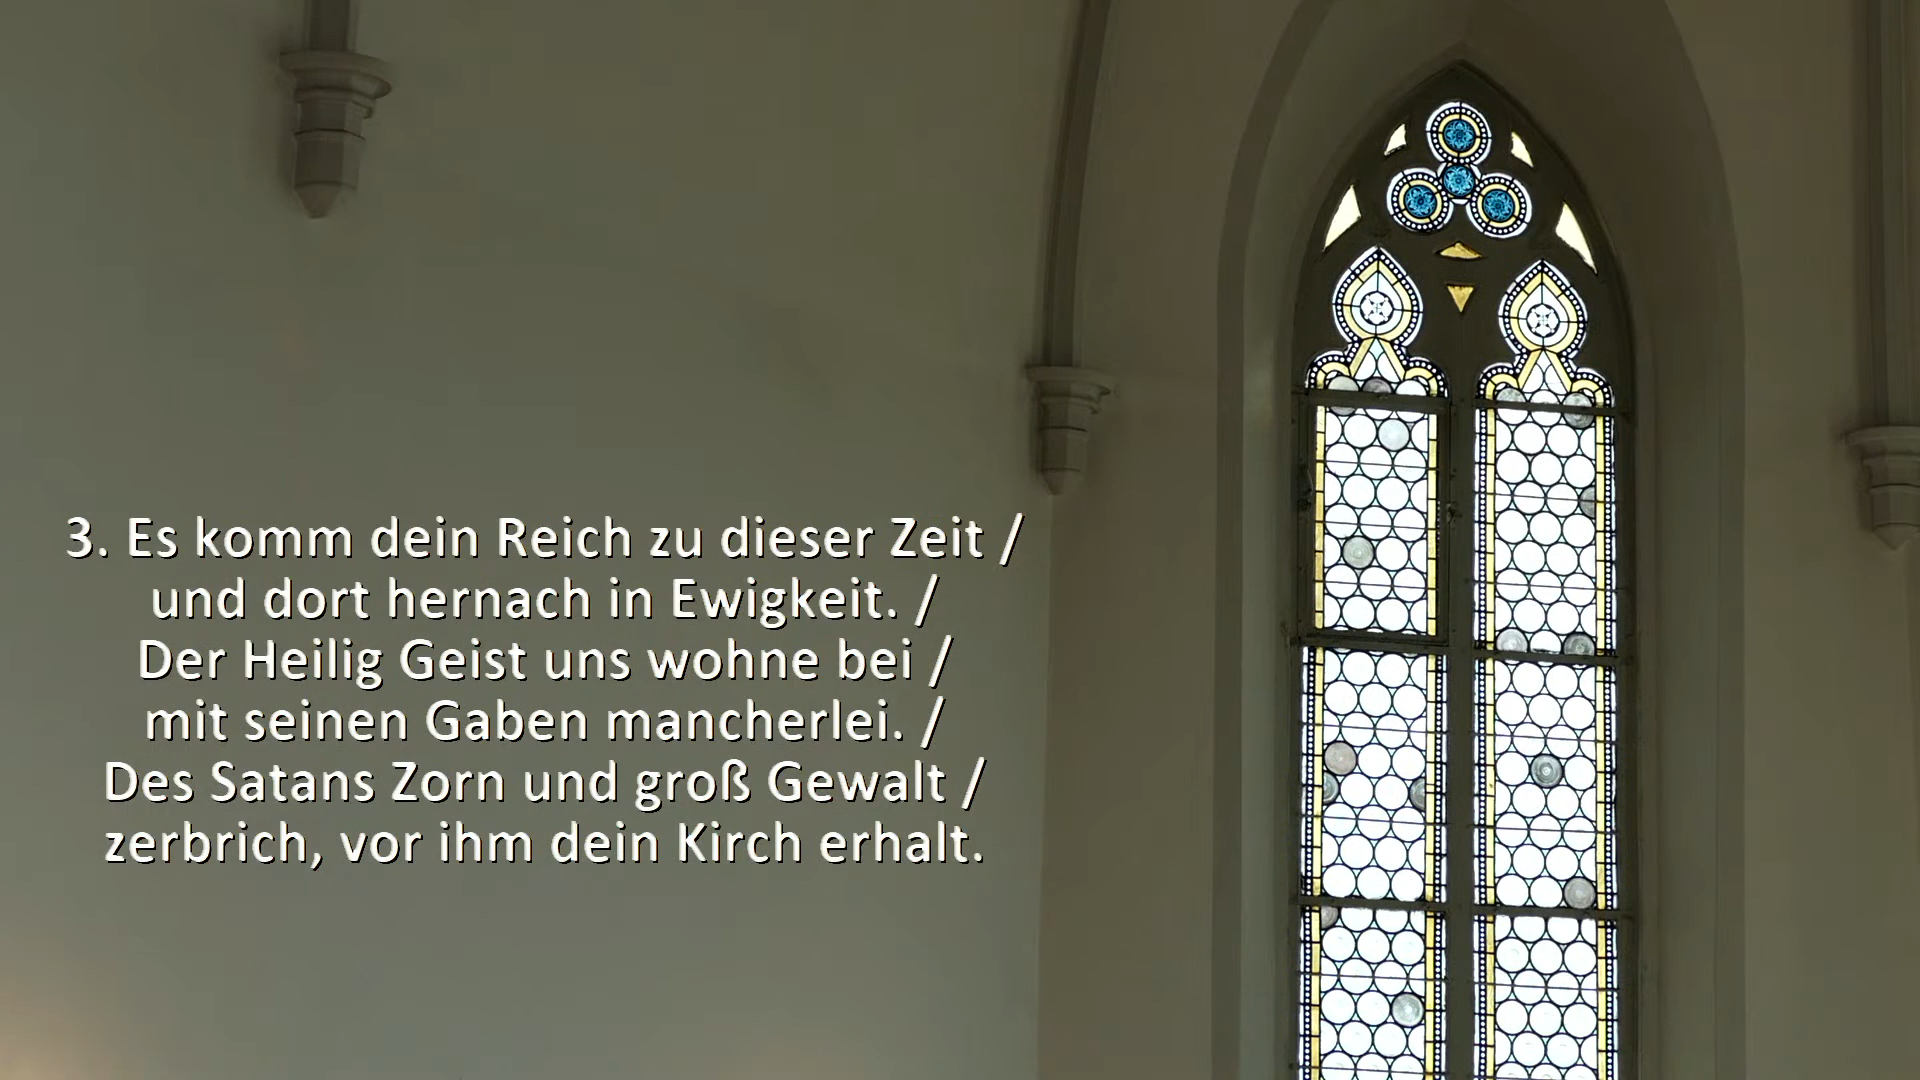 3. Es komm dein Reich zu dieser Zeit /
und dort hernach in Ewigkeit. /
Der Heilig Geist uns wohne bei /
mit seinen Gaben mancherlei. /
Des Satans Zorn und groß Gewalt /
zerbrich, vor ihm dein Kirch erhalt.